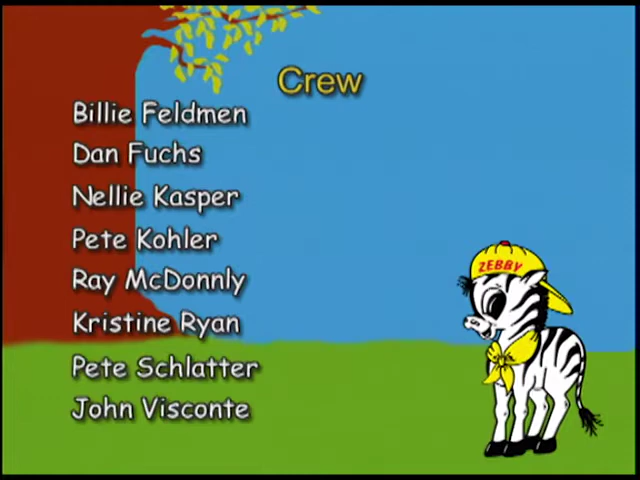 Crew
Billie Feldmen
Dan Fuchs
Nellie Kasper
Pete Kohler
Ray McDonnly
Kristine Ryan
Pete Schlatter
John Visconte
ZEBBY